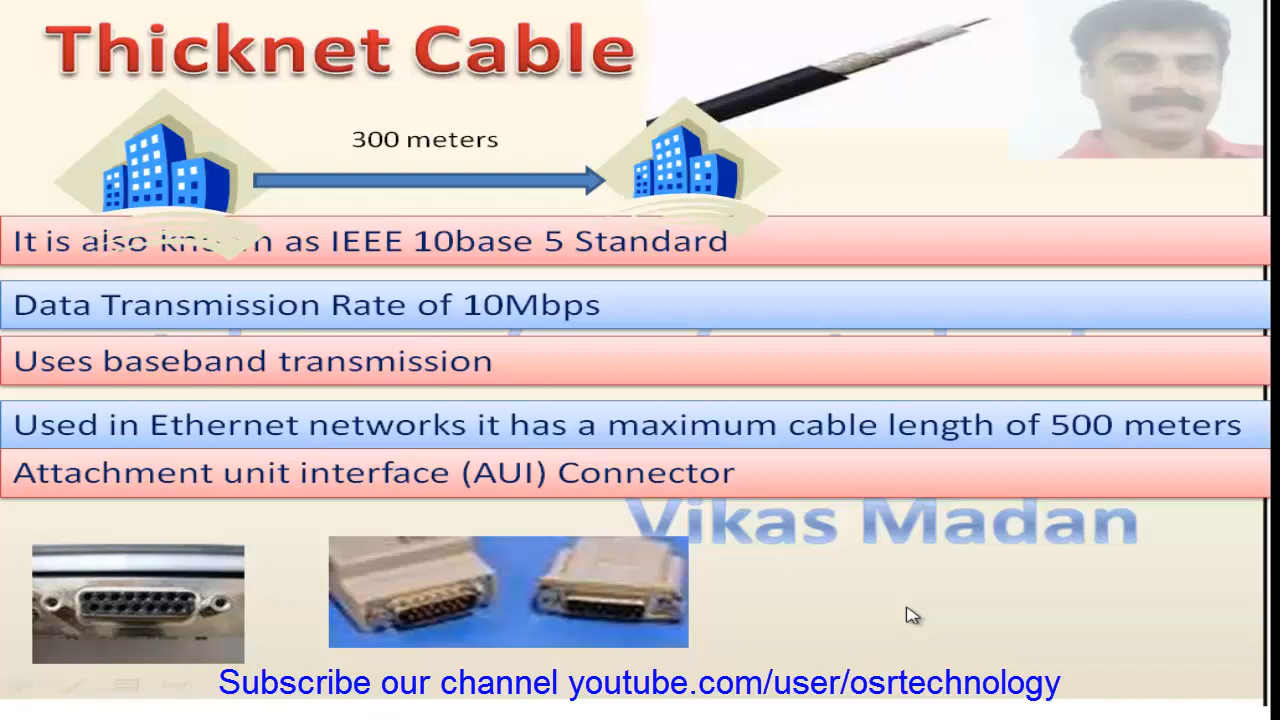 Thicknet Cable
300 meters
It is also known as IEEE 10base 5 Standard
Data Transmission Rate of 10Mbps
Uses baseband transmission
Used in Ethernet networks it has a maximum cable length of 500 meters
Attachment unit interface (AUI) Connector
Vikas Madan
Subscribe our channel youtube.com/user/osrtechnology